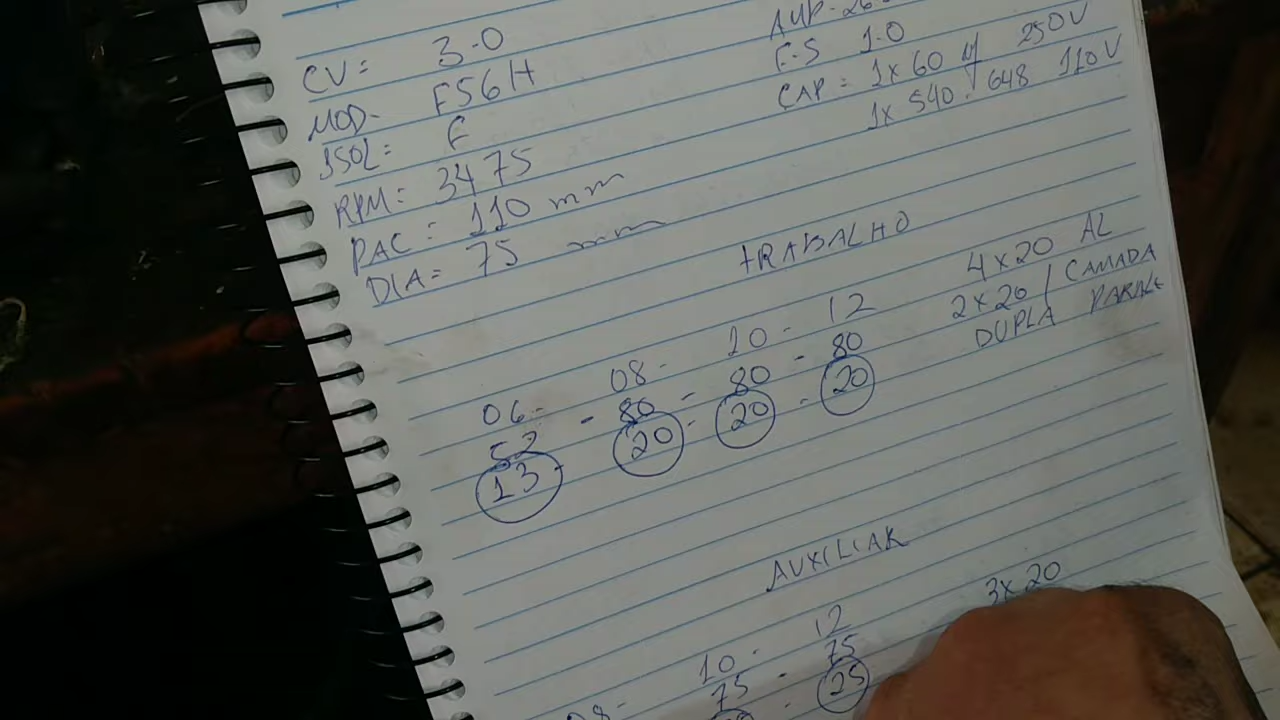 CV= 3.0
MOD- F56H
ISOL= F
RPM: 3475
PAC: 110 mm
DIA= 75 mm
F.S 1.0
CAP= 1x 60 250V
1x 540. 648 110V
TRABALHO
06- 08- 10- 12
52 - 80 - 80 - 80
13 - 20 - 20 - 20
4x20 AL
2x20 / CAMADA
DUPLA PARALE
AUXILIAR
08- 10- 12
75 - 75
25
3x20